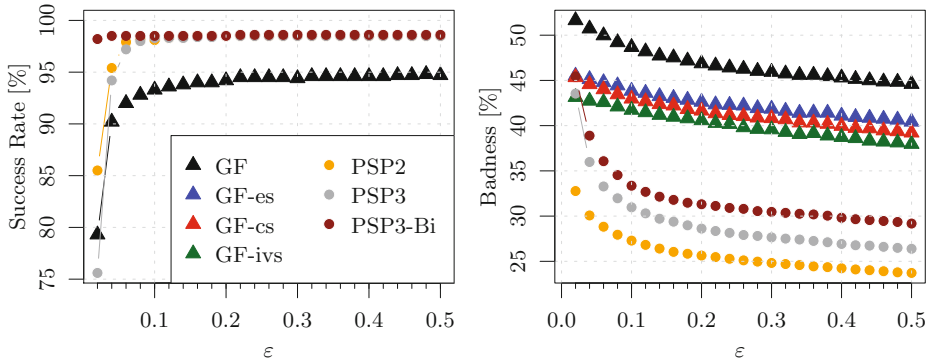 Success Rate [%]
100
95
90
85
80
75
0.1 0.2 0.3 0.4 0.5
ε
GF
GF-es
GF-cs
GF-ivs
PSP2
PSP3
PSP3-Bi
Badness [%]
50
45
40
35
30
25
0.0 0.1 0.2 0.3 0.4 0.5
ε